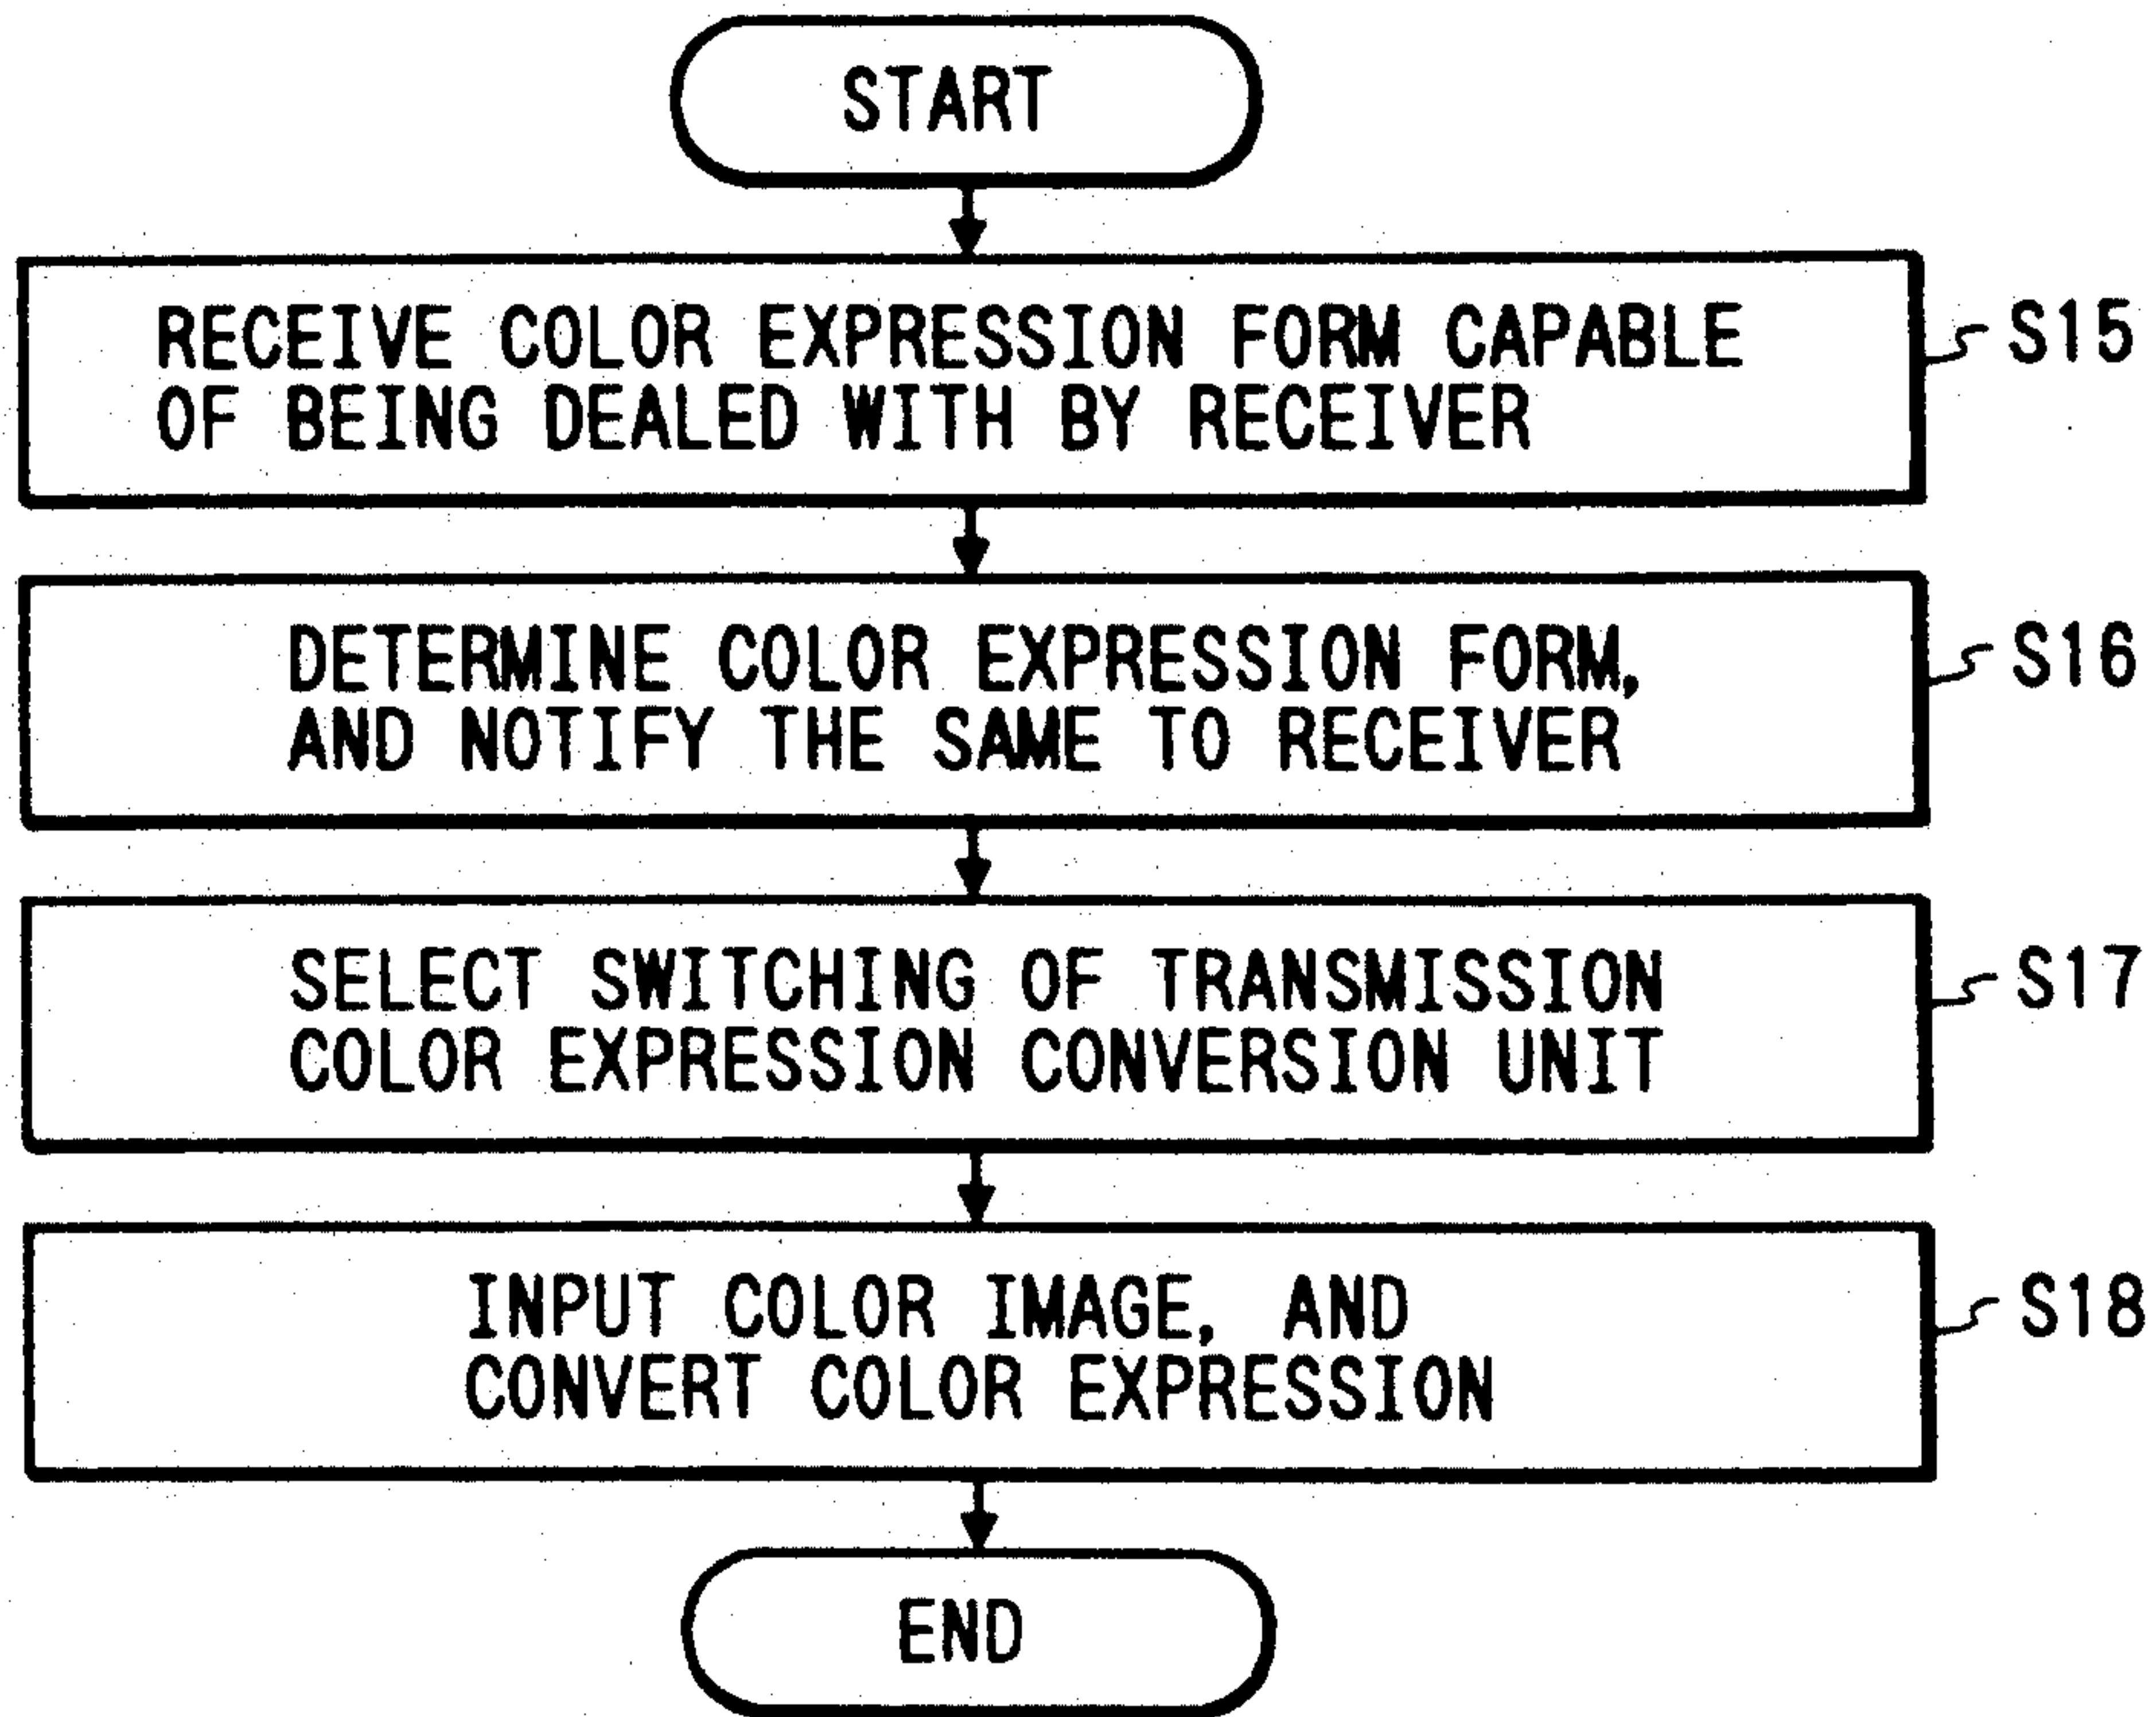 START
RECEIVE COLOR EXPRESSION FORM CAPABLE
OF BEING DEALED WITH BY RECEIVER
S15
DETERMINE COLOR EXPRESSION FORM,
AND NOTIFY THE SAME TO RECEIVER
S16
SELECT SWITCHING OF TRANSMISSION
COLOR EXPRESSION CONVERSION UNIT
S17
INPUT COLOR IMAGE, AND
CONVERT COLOR EXPRESSION
S18
END